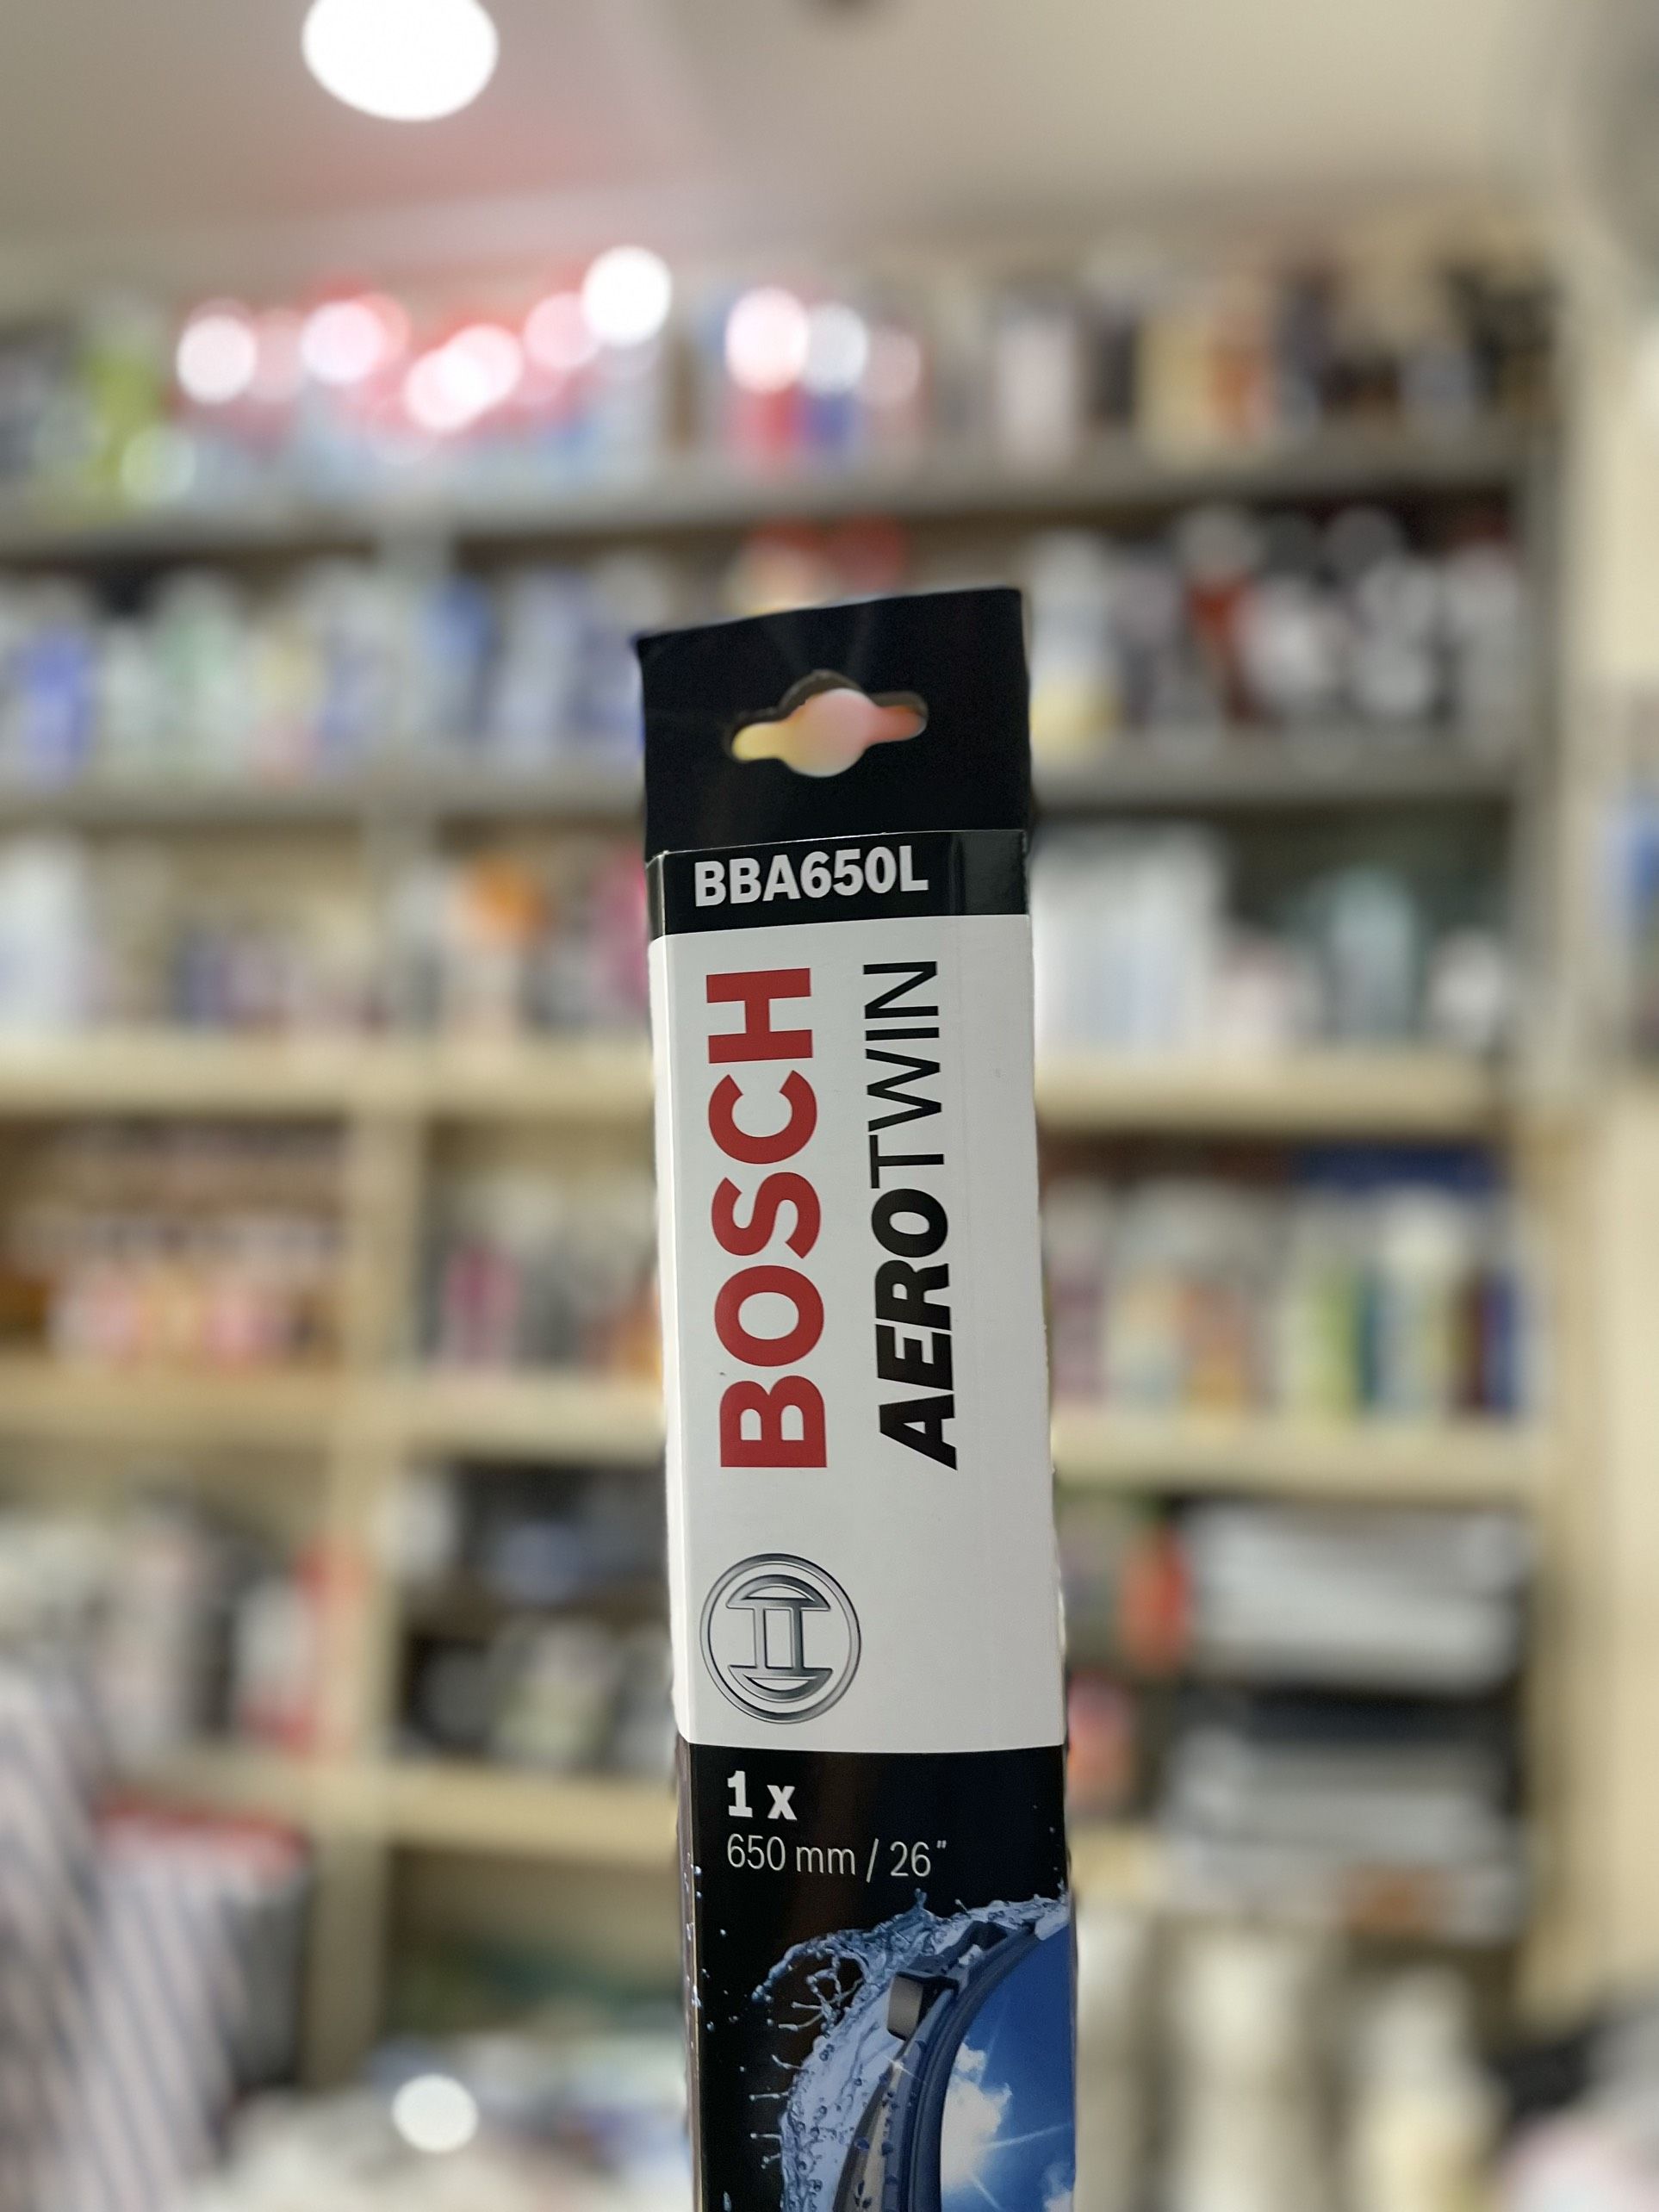 BBA650L
BOSCH
AEROTWIN
1 x
650 mm / 26"